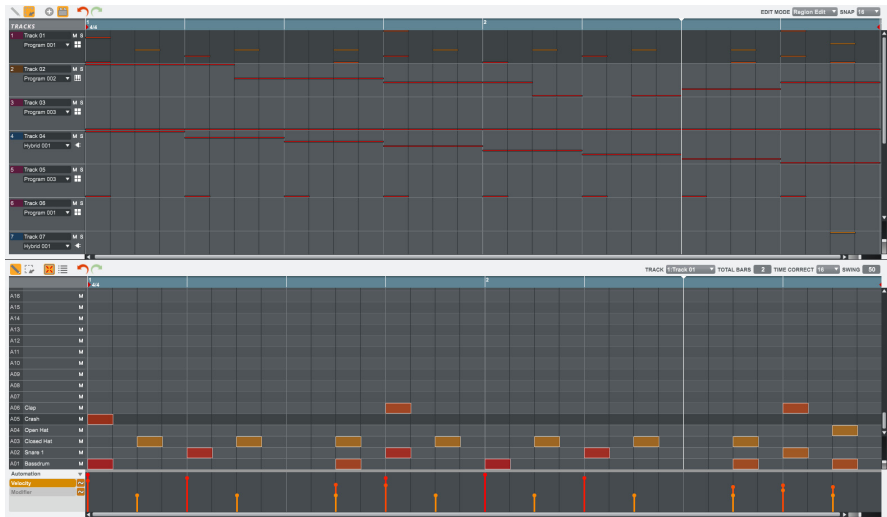 EDIT MODE Region Edit SNAP 16
TRACKS
1
4/4
2
1 Track 01 M S
Program 001
2 Track 02 M S
Program 002
3 Track 03 M S
Program 003
4 Track 04 M S
Hybrid 001
5 Track 05 M S
Program 003
6 Track 06 M S
Program 001
7 Track 07 M S
Hybrid 001
TRACK 1:Track 01 TOTAL BARS 2 TIME CORRECT 16 SWING 50
1
4/4
2
A16 M
A15 M
A14 M
A13 M
A12 M
A11 M
A10 M
A09 M
A08 M
A07 M
A06 Clap M
A05 Crash M
A04 Open Hat M
A03 Closed Hat M
A02 Snare 1 M
A01 Bassdrum M
Automation
Velocity
Modifier